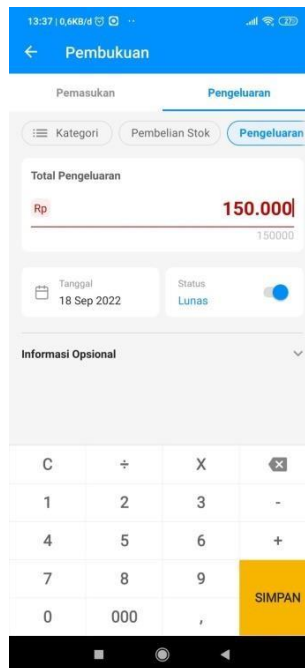 13:37 | 0,6KB/d
Pembukuan
Pemasukan Pengeluaran
Kategori Pembelian Stok Pengeluaran
Total Pengeluaran
Rp 150.000
150000
Tanggal Status
18 Sep 2022 Lunas
Informasi Opsional
C ÷ X
1 2 3 -
4 5 6 +
7 8 9
SIMPAN
0 000 ,